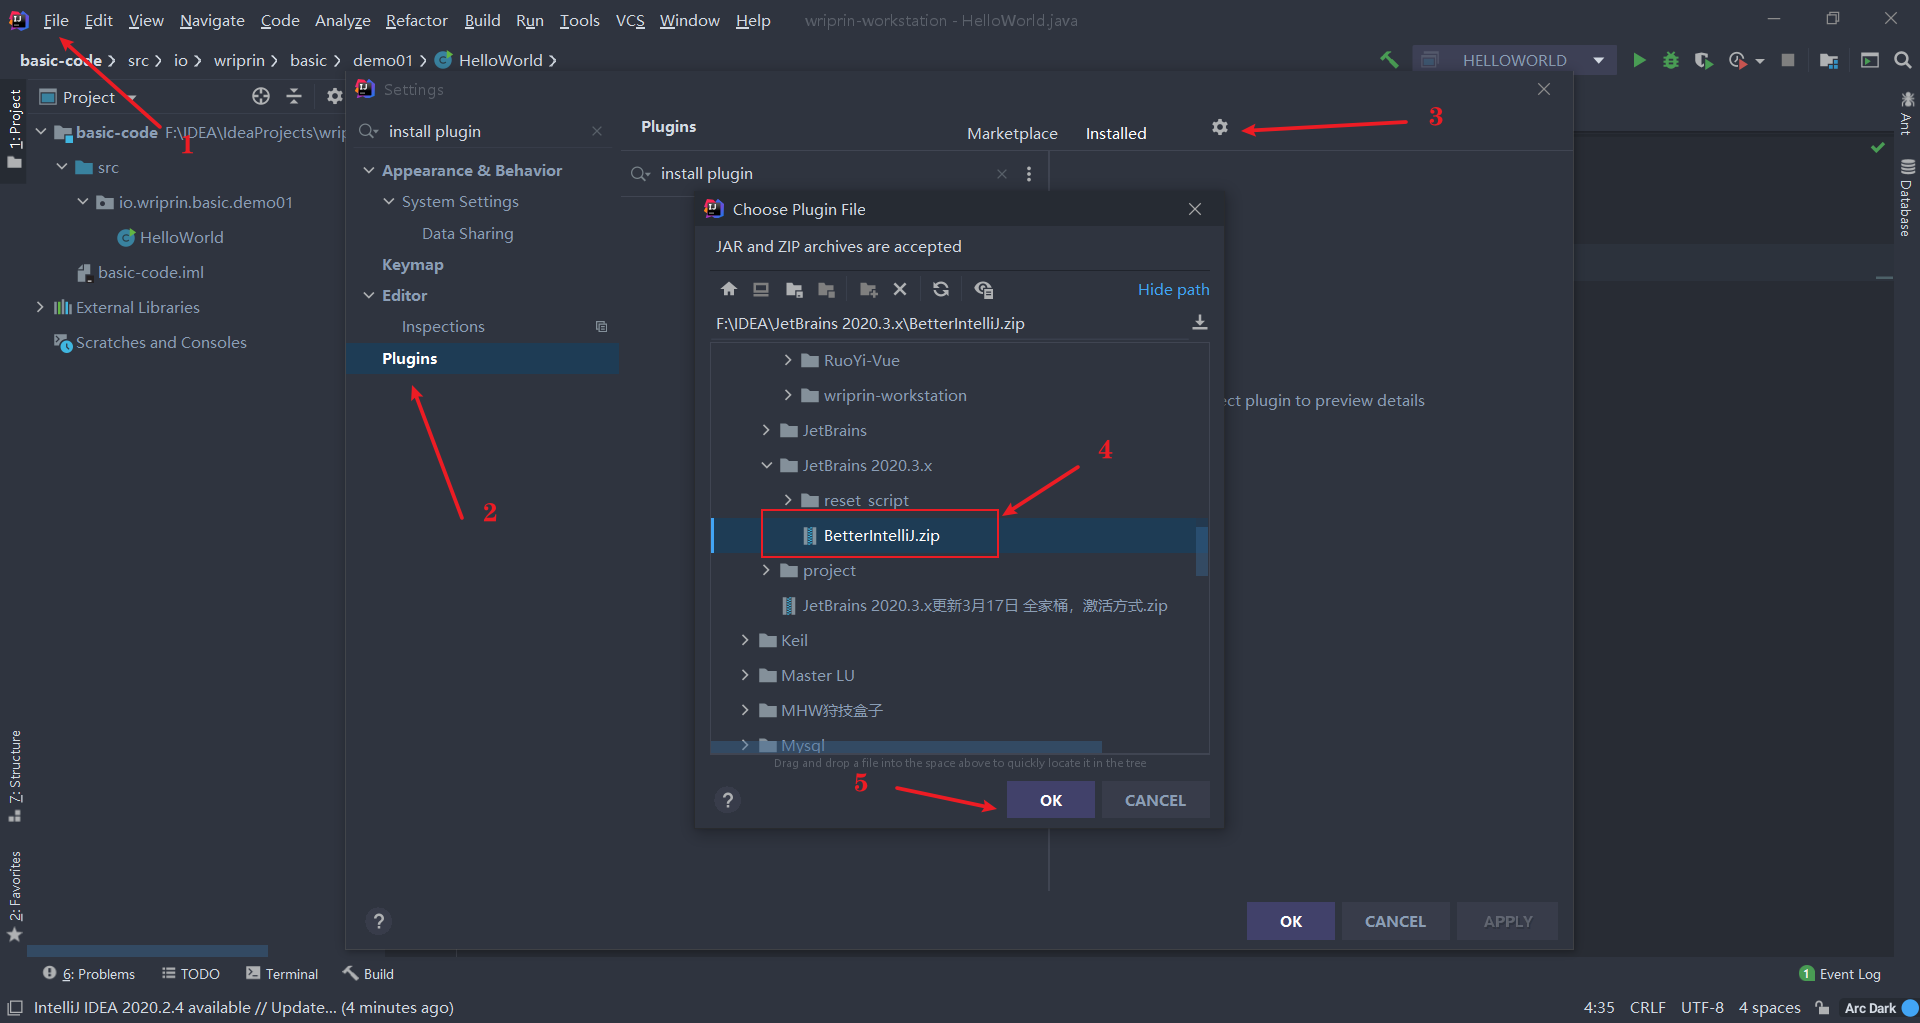 File Edit View Navigate Code Analyze Refactor Build Run Tools VCS Window Help wriprin-workstation - HelloWorld.java
basic-code src io wriprin basic demo01 HelloWorld HELLOWORLD
Project
1: Project
basic-code F:\IDEA\IdeaProjects\wrip
src
io.wriprin.basic.demo01
HelloWorld
basic-code.iml
External Libraries
Scratches and Consoles
1
Settings
install plugin
Appearance & Behavior
System Settings
Data Sharing
Keymap
Editor
Inspections
Plugins
2
Plugins
Marketplace Installed
3
install plugin
Choose Plugin File
JAR and ZIP archives are accepted
Hide path
F:\IDEA\JetBrains 2020.3.x\BetterIntelliJ.zip
RuoYi-Vue
wriprin-workstation
JetBrains
JetBrains 2020.3.x
reset_script
BetterIntelliJ.zip
4
project
JetBrains 2020.3.x更新3月17日 全家桶，激活方式.zip
Keil
Master LU
MHW狩技盒子
Mysql
Drag and drop a file into the space above to quickly locate it in the tree
5
? OK CANCEL
ect plugin to preview details
? OK CANCEL APPLY
Ant
Database
7: Structure
2: Favorites
6: Problems TODO Terminal Build 1 Event Log
IntelliJ IDEA 2020.2.4 available // Update... (4 minutes ago) 4:35 CRLF UTF-8 4 spaces Arc Dark